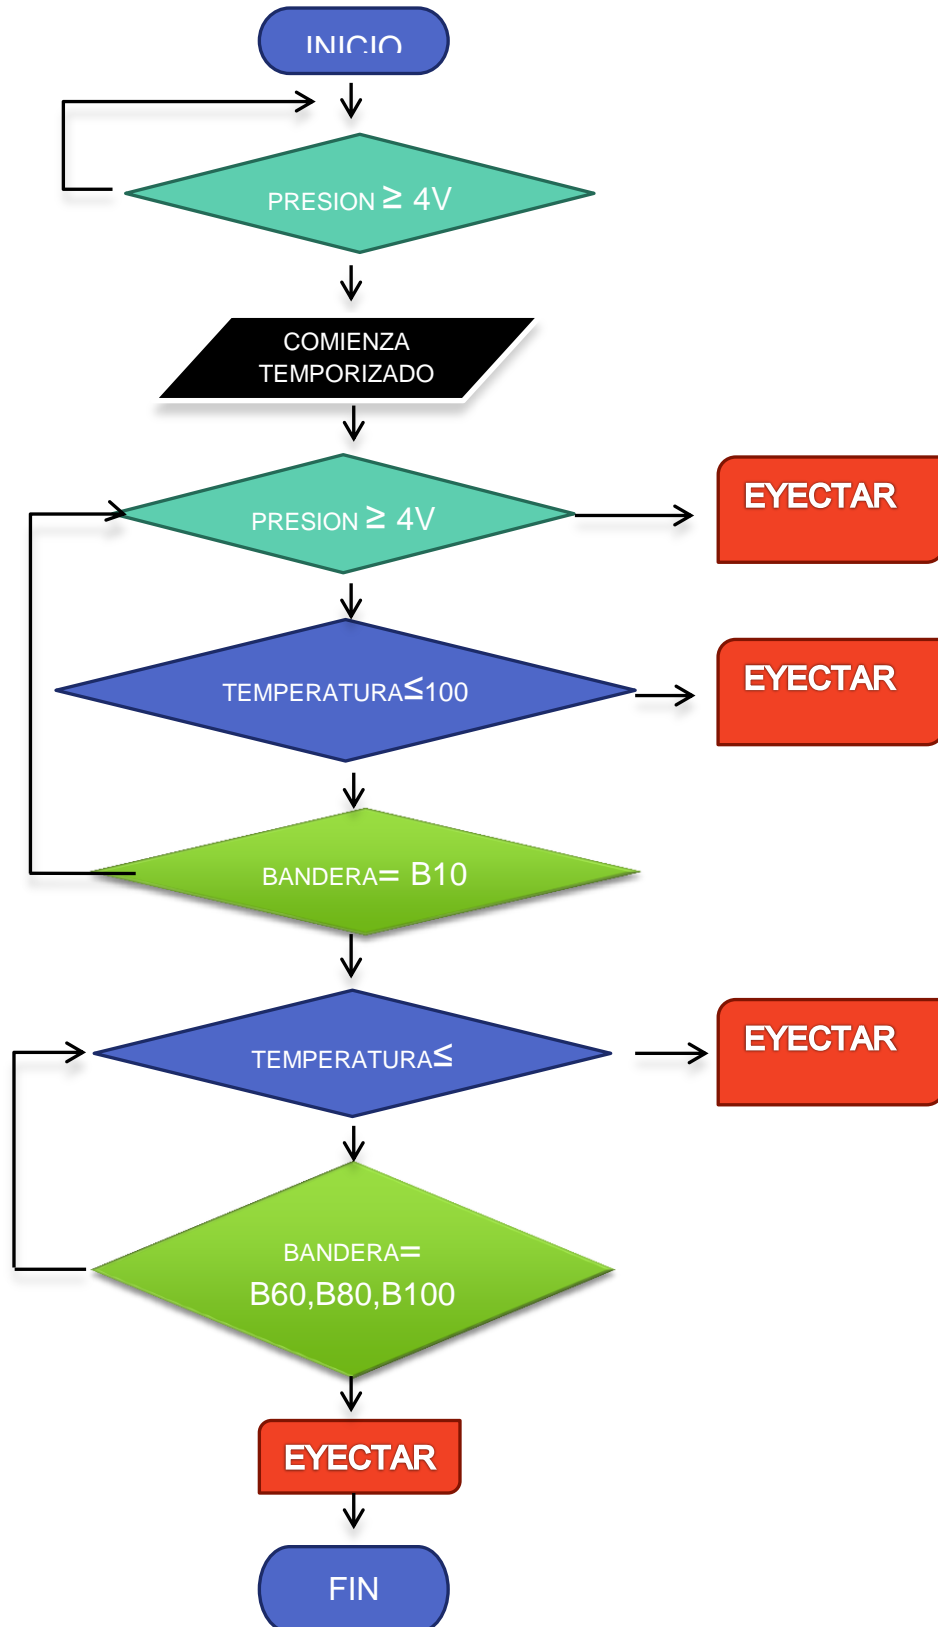 INICIO
PRESION ≥ 4V
COMIENZA
TEMPORIZADO
PRESION ≥ 4V
EYECTAR
TEMPERATURA≤100
EYECTAR
BANDERA= B10
TEMPERATURA≤
EYECTAR
BANDERA=
B60,B80,B100
EYECTAR
FIN